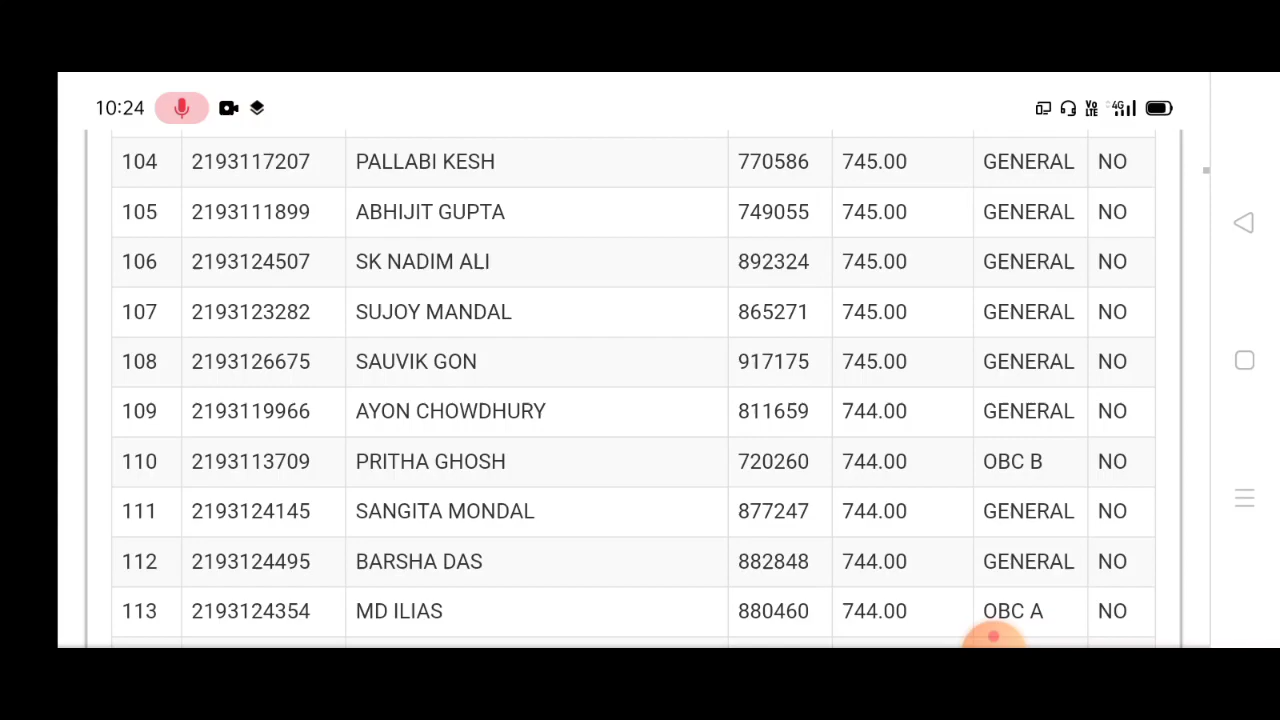 10:24 Vo LTE 4G
104 2193117207 PALLABI KESH 770586 745.00 GENERAL NO
105 2193111899 ABHIJIT GUPTA 749055 745.00 GENERAL NO
106 2193124507 SK NADIM ALI 892324 745.00 GENERAL NO
107 2193123282 SUJOY MANDAL 865271 745.00 GENERAL NO
108 2193126675 SAUVIK GON 917175 745.00 GENERAL NO
109 2193119966 AYON CHOWDHURY 811659 744.00 GENERAL NO
110 2193113709 PRITHA GHOSH 720260 744.00 OBC B NO
111 2193124145 SANGITA MONDAL 877247 744.00 GENERAL NO
112 2193124495 BARSHA DAS 882848 744.00 GENERAL NO
113 2193124354 MD ILIAS 880460 744.00 OBC A NO